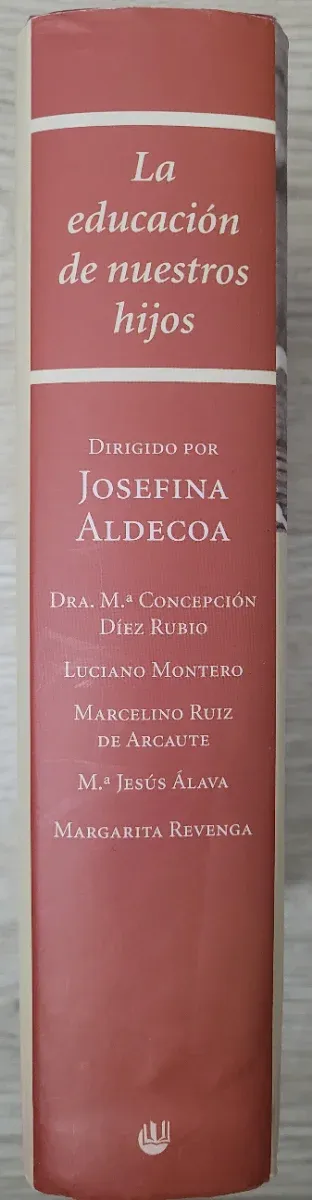 La
educación
de nuestros
hijos
Dirigido por
Josefina
Aldecoa
Dra. M.ª Concepción
Díez Rubio
Luciano Montero
Marcelino Ruiz
de Arcaute
M.ª Jesús Álava
Margarita Revenga